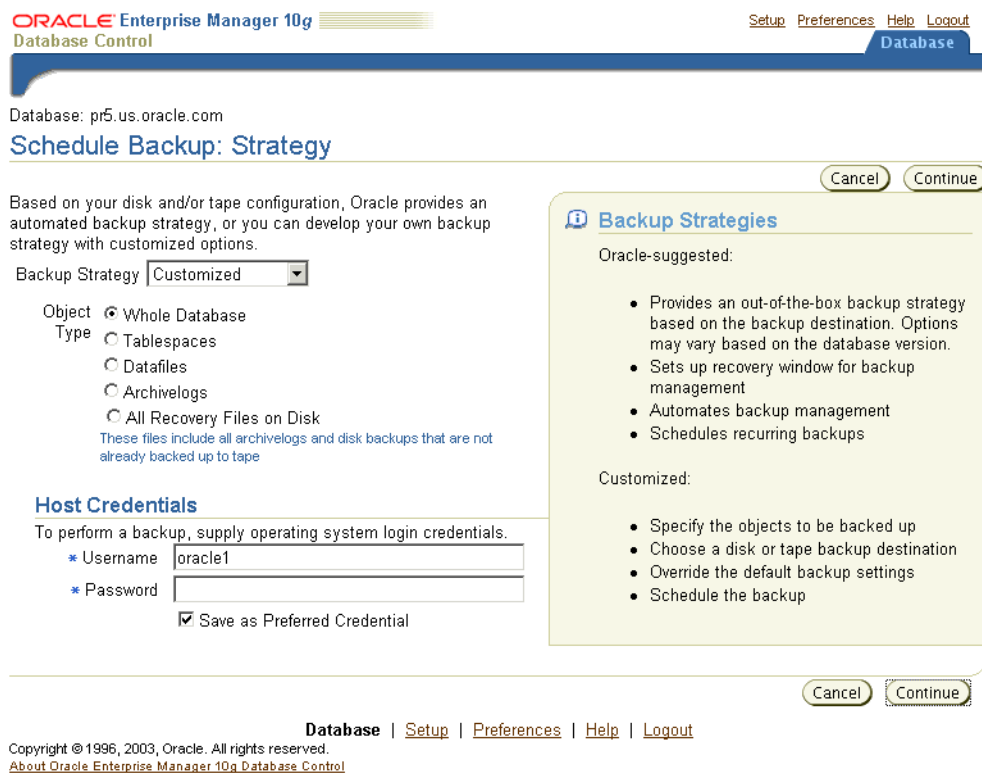 ORACLE Enterprise Manager 10g
Database Control
Setup Preferences Help Logout
Database
Database: pr5.us.oracle.com
Schedule Backup: Strategy
Cancel Continue
Based on your disk and/or tape configuration, Oracle provides an
automated backup strategy, or you can develop your own backup
strategy with customized options.
Backup Strategy Customized
Object
Type
Whole Database
Tablespaces
Datafiles
Archivelogs
All Recovery Files on Disk
These files include all archivelogs and disk backups that are not
already backed up to tape
Host Credentials
To perform a backup, supply operating system login credentials.
* Username oracle1
* Password
Save as Preferred Credential
Backup Strategies
Oracle-suggested:
• Provides an out-of-the-box backup strategy
based on the backup destination. Options
may vary based on the database version.
• Sets up recovery window for backup
management
• Automates backup management
• Schedules recurring backups
Customized:
• Specify the objects to be backed up
• Choose a disk or tape backup destination
• Override the default backup settings
• Schedule the backup
Cancel Continue
Database | Setup | Preferences | Help | Logout
Copyright © 1996, 2003, Oracle. All rights reserved.
About Oracle Enterprise Manager 10g Database Control